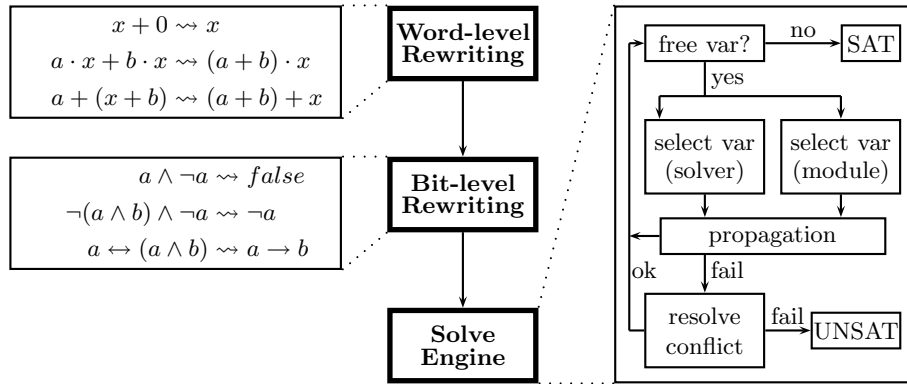 x + 0 ⇝ x
a · x + b · x ⇝ (a + b) · x
a + (x + b) ⇝ (a + b) + x
Word-level
Rewriting
a ∧ ¬a ⇝ false
¬(a ∧ b) ∧ ¬a ⇝ ¬a
a ↔ (a ∧ b) ⇝ a → b
Bit-level
Rewriting
Solve
Engine
free var?
no
SAT
yes
select var
(solver)
select var
(module)
propagation
ok
fail
resolve
conflict
fail
UNSAT